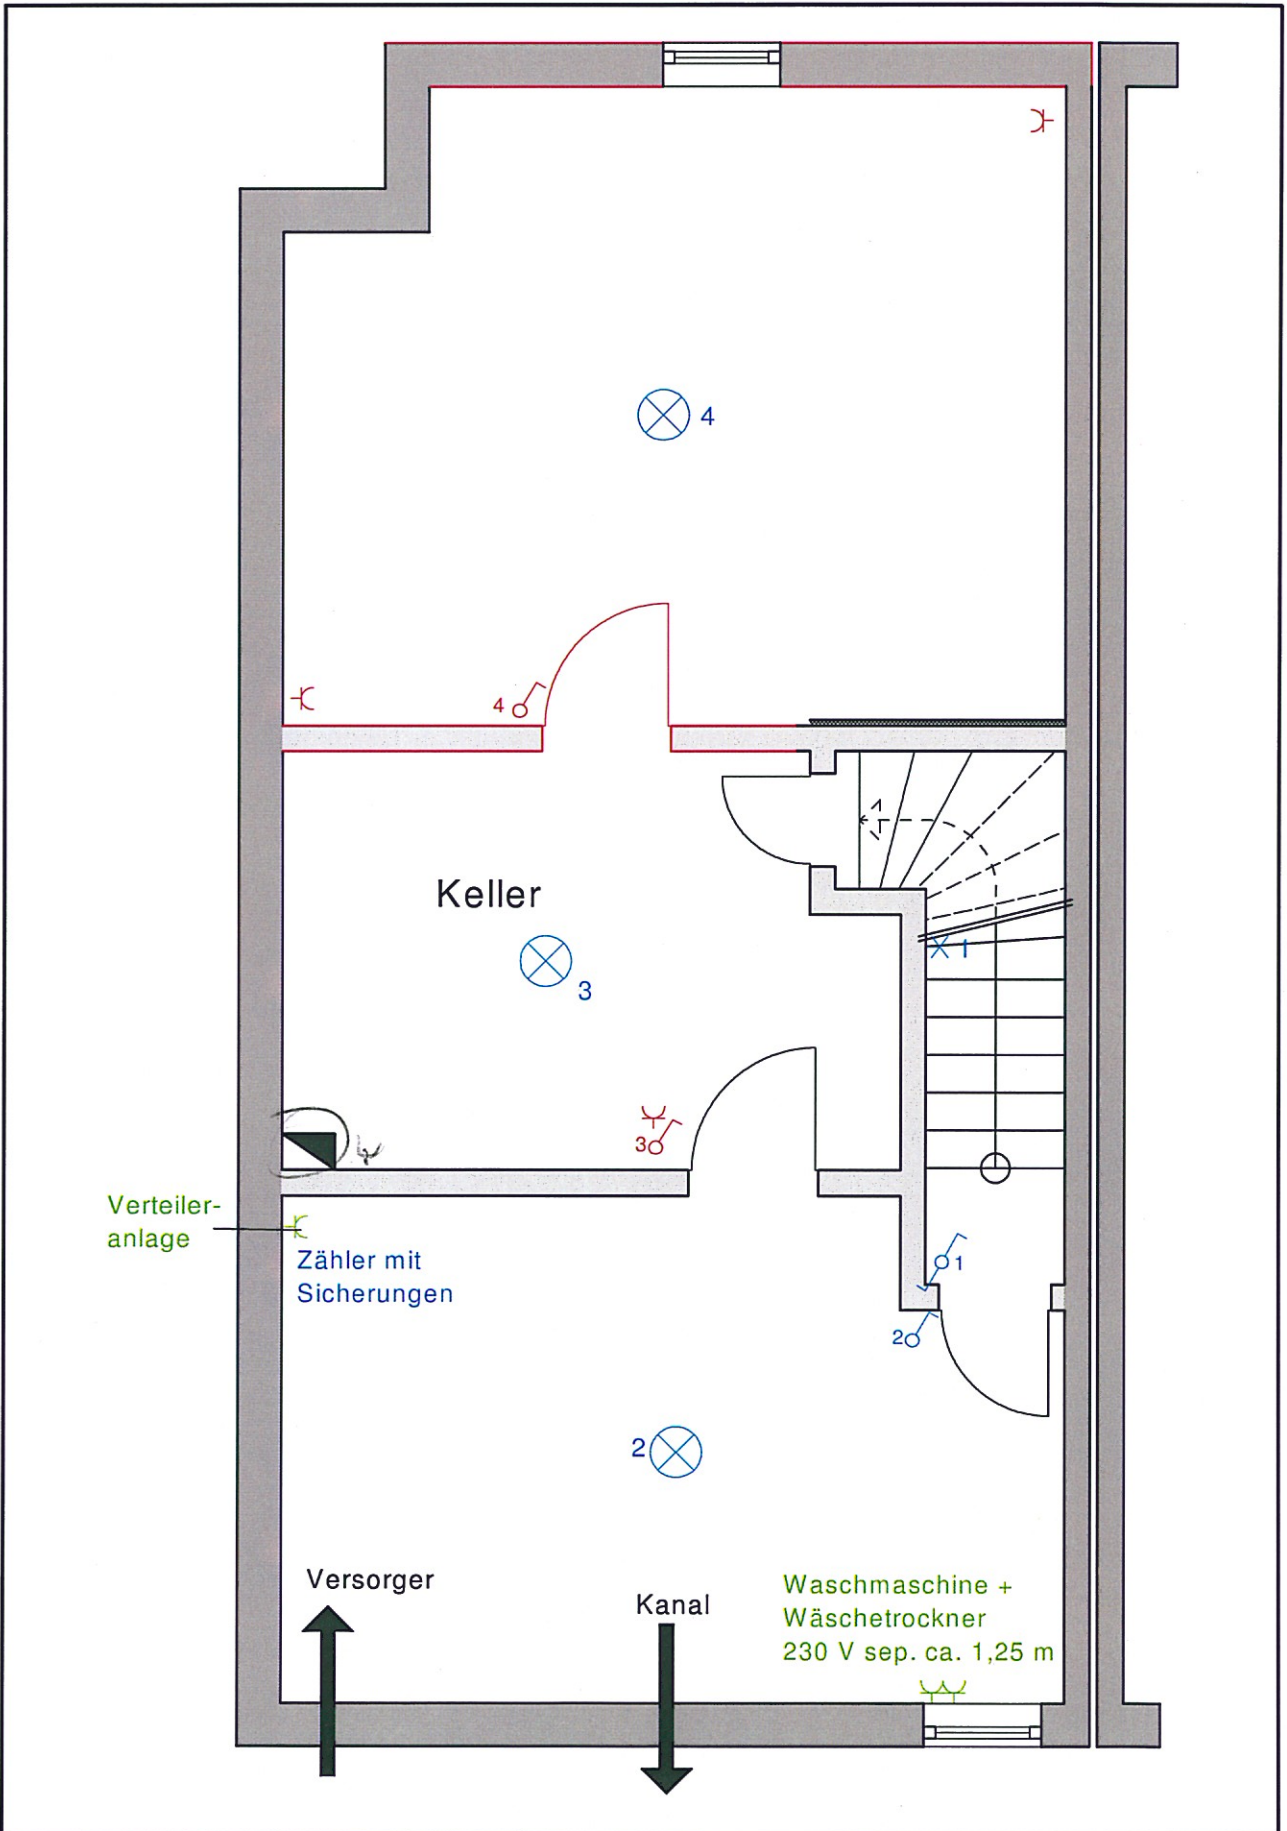 4
4
Keller
3
1
3
Verteiler-
anlage
Zähler mit
Sicherungen
1
2
2
Versorger
Kanal
Waschmaschine +
Wäschetrockner
230 V sep. ca. 1,25 m